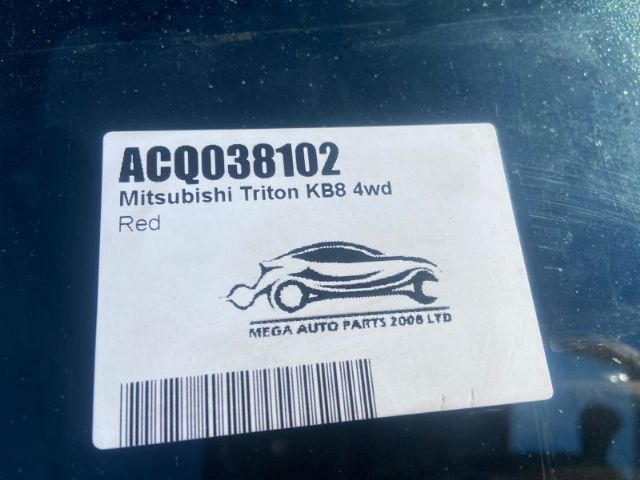 ACQ038102
Mitsubishi Triton KB8 4wd
Red
MEGA AUTO PARTS 2008 LTD